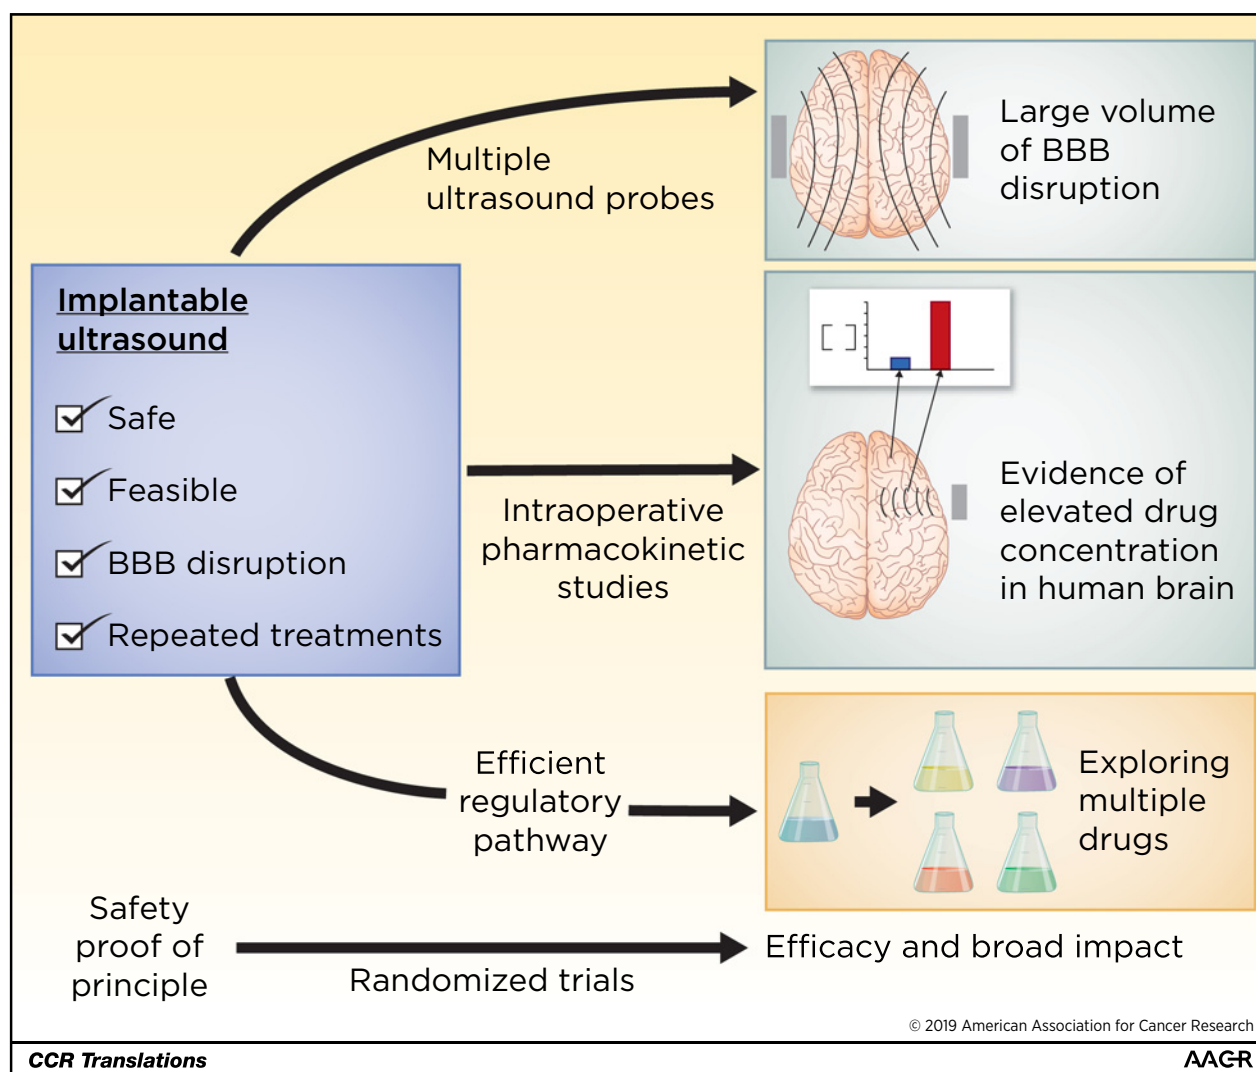 Multiple
ultrasound probes
Large volume
of BBB
disruption
Implantable
ultrasound
Safe
Feasible
BBB disruption
Repeated treatments
[ ]
Intraoperative
pharmacokinetic
studies
Evidence of
elevated drug
concentration
in human brain
Efficient
regulatory
pathway
Exploring
multiple
drugs
Safety
proof of
principle
Randomized trials
Efficacy and broad impact
© 2019 American Association for Cancer Research
CCR Translations
AACR